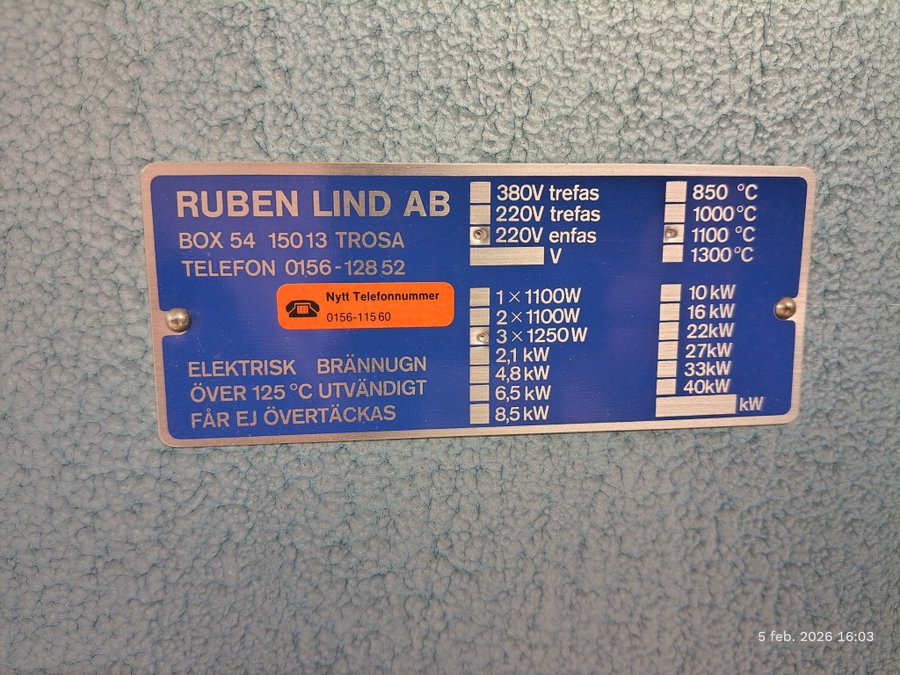 RUBEN LIND AB
BOX 54 150 13 TROSA
TELEFON 0156-128 52
Nytt Telefonnummer
0156-115 60
ELEKTRISK BRÄNNUGN
ÖVER 125 °C UTVÄNDIGT
FÅR EJ ÖVERTÄCKAS
380V trefas
220V trefas
220V enfas
V
1 × 1100W
2 × 1100W
3 × 1250 W
2,1 kW
4,8 kW
6,5 kW
8,5 kW
850 °C
1000 °C
1100 °C
1300 °C
10 kW
16 kW
22kW
27kW
33kW
40kW
kW
5 feb. 2026 16:03